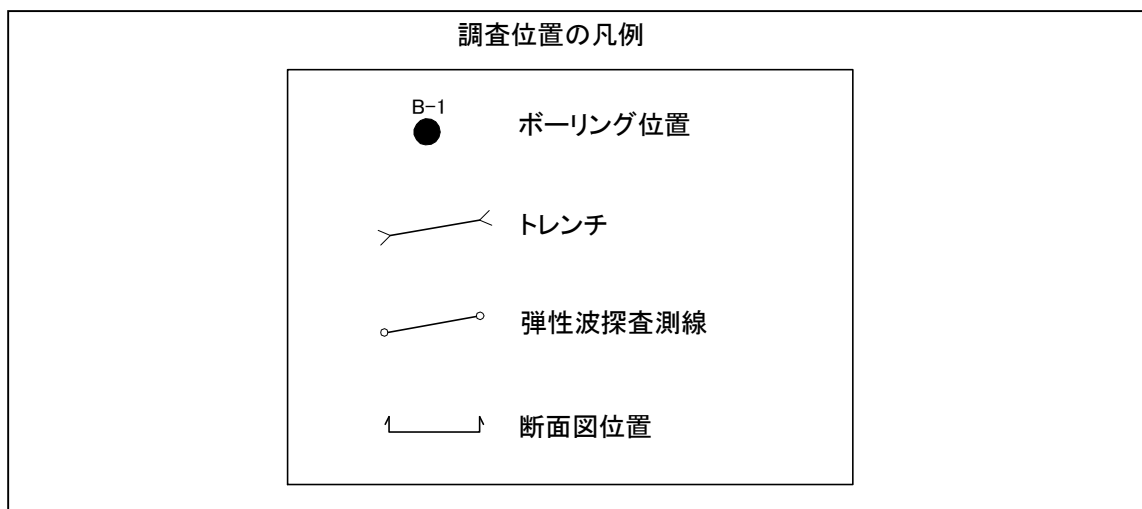 調査位置の凡例
B-1
ボーリング位置
トレンチ
弾性波探査測線
断面図位置